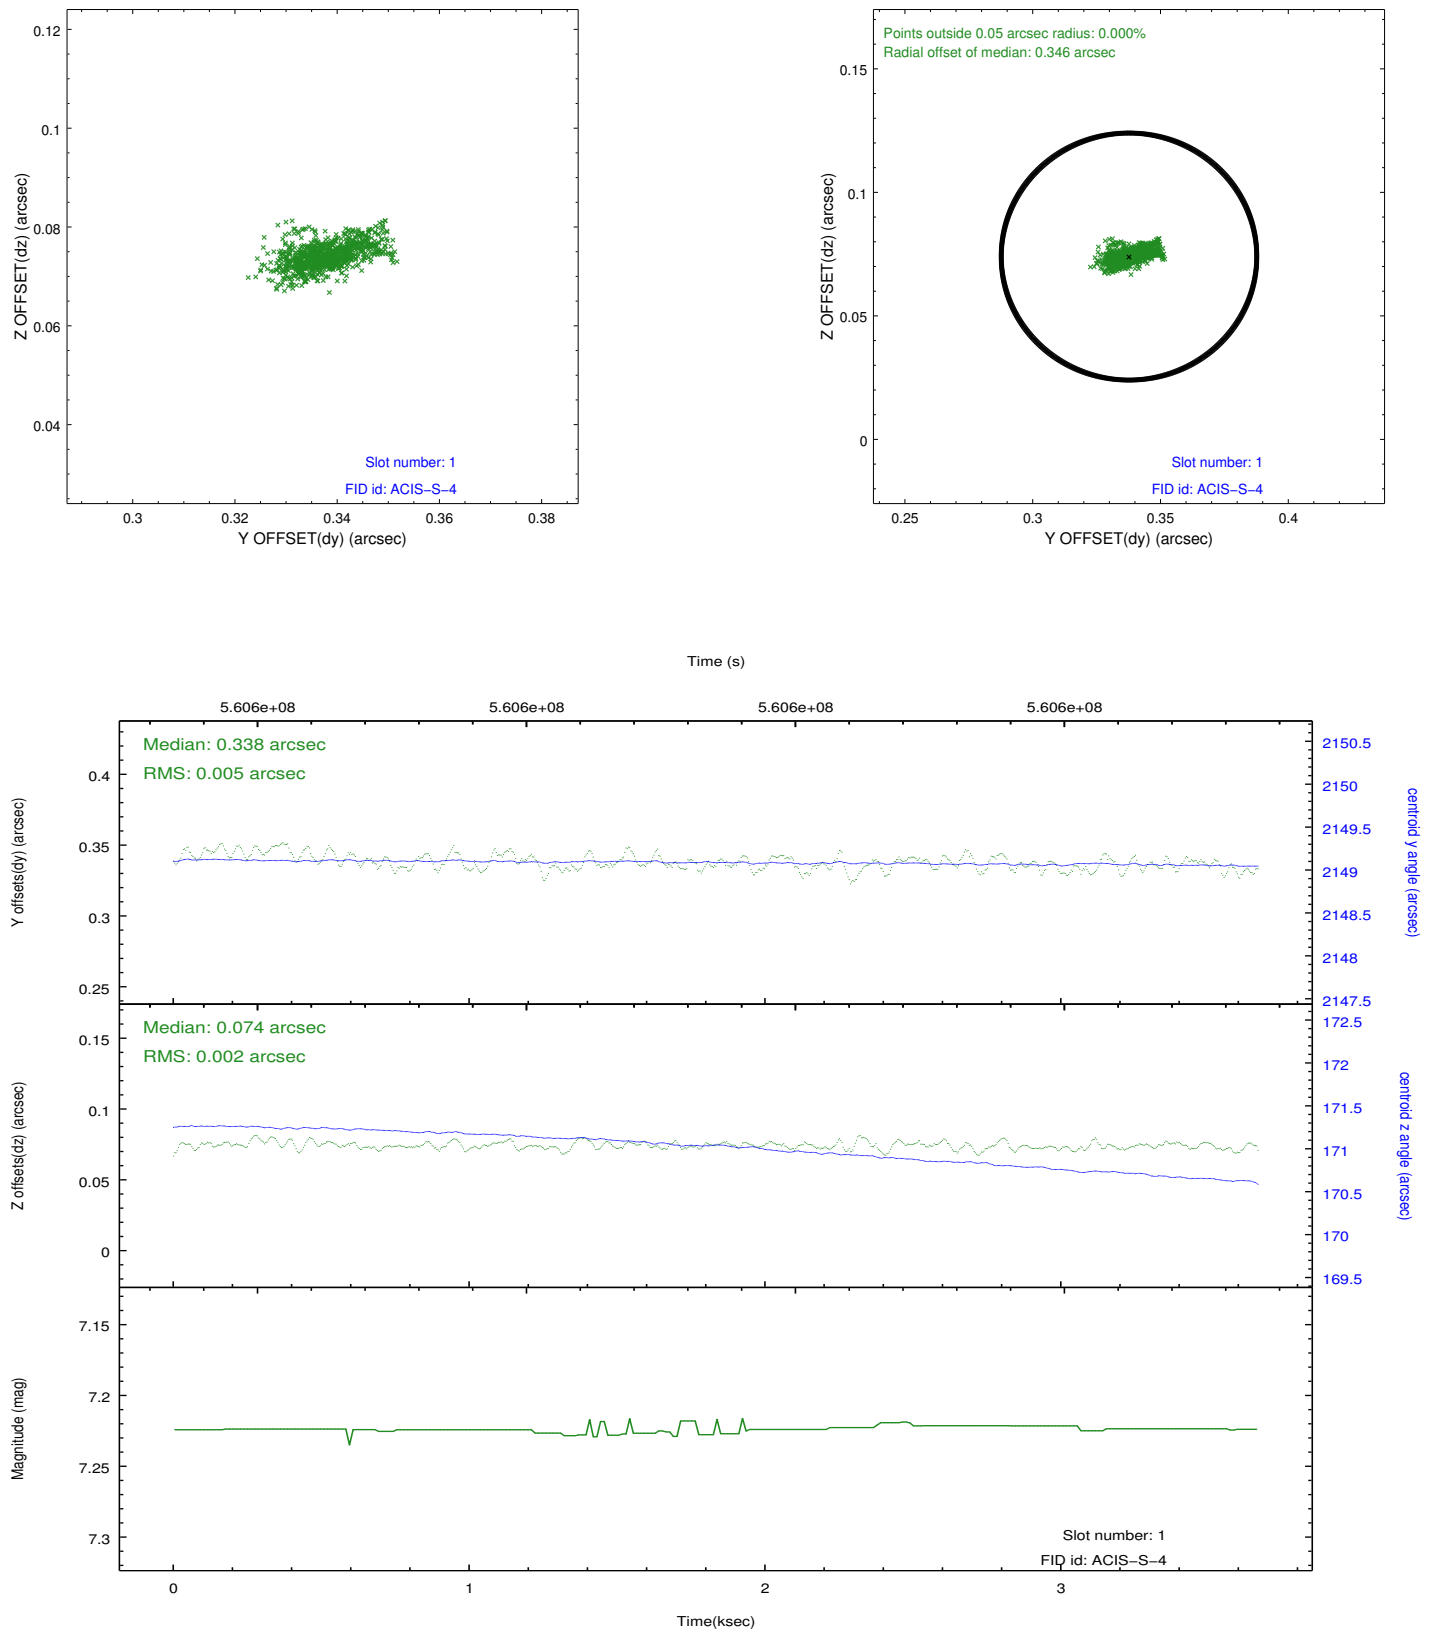 0.12
0.1
0.08
0.06
0.04
Z OFFSET(dz) (arcsec)
Slot number: 1
FID id: ACIS−S−4
0.3 0.32 0.34 0.36 0.38
Y OFFSET(dy) (arcsec)
Points outside 0.05 arcsec radius: 0.000%
Radial offset of median: 0.346 arcsec
0.15
0.1
0.05
0
Z OFFSET(dz) (arcsec)
Slot number: 1
FID id: ACIS−S−4
0.25 0.3 0.35 0.4
Y OFFSET(dy) (arcsec)
Time (s)
5.606e+08 5.606e+08 5.606e+08 5.606e+08
Median: 0.338 arcsec
RMS: 0.005 arcsec
0.4
0.35
0.3
0.25
Y offsets(dy) (arcsec)
2150.5
2150
2149.5
2149
2148.5
2148
2147.5
centroid y angle (arcsec)
Median: 0.074 arcsec
RMS: 0.002 arcsec
0.15
0.1
0.05
0
Z offsets(dz) (arcsec)
172.5
172
171.5
171
170.5
170
169.5
centroid z angle (arcsec)
7.15
7.2
7.25
7.3
Magnitude (mag)
Slot number: 1
FID id: ACIS−S−4
0 1 2 3
Time(ksec)